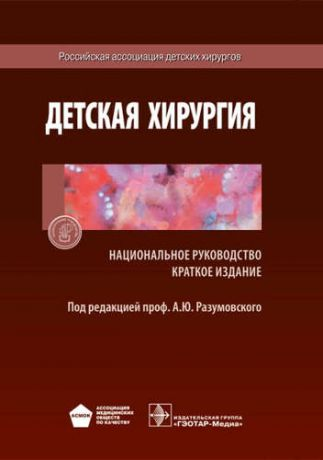 Российская ассоциация детских хирургов
ДЕТСКАЯ ХИРУРГИЯ
НАЦИОНАЛЬНОЕ РУКОВОДСТВО
КРАТКОЕ ИЗДАНИЕ
Под редакцией проф. А.Ю. Разумовского
АСМОК
АССОЦИАЦИЯ
МЕДИЦИНСКИХ
ОБЩЕСТВ
ПО КАЧЕСТВУ
ИЗДАТЕЛЬСКАЯ ГРУППА
«ГЭОТАР-Медиа»